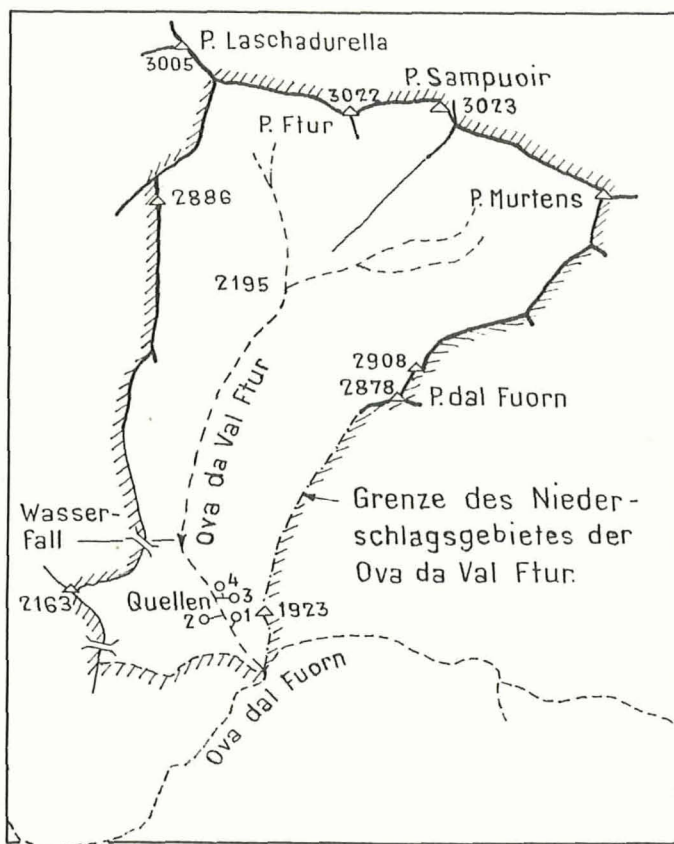 P. Laschadurella
3005
3022
P. Sampuoir
3023
P. Ftur
2886
P. Murtens
2195
2908
2878
P. dal Fuorn
Ova da Val Ftur
Grenze des Nieder-
schlagsgebietes der
Ova da Val Ftur.
Wasser-
fall
2163
Quellen
4
3
2
1
1923
Ova dal Fuorn